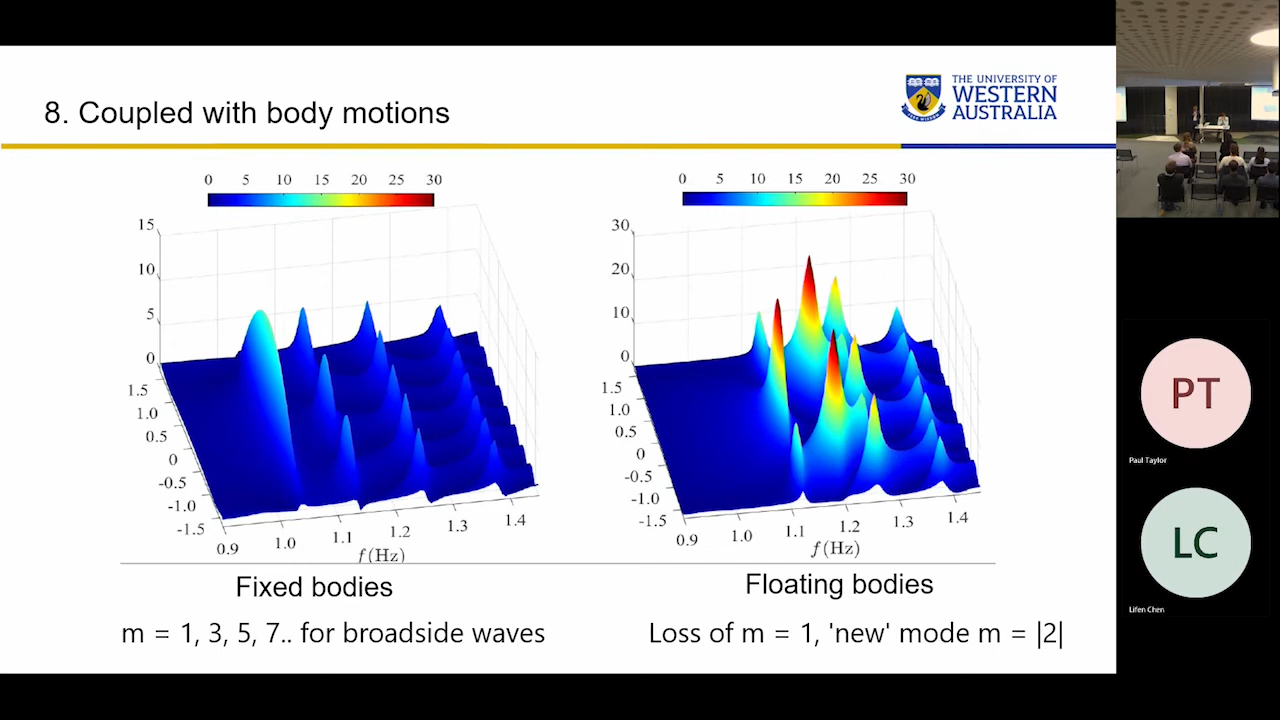 8. Coupled with body motions
THE UNIVERSITY OF
WESTERN
AUSTRALIA
0 5 10 15 20 25 30
15
10
5
0
1.5
1.0
0.5
0
-0.5
-1.0
-1.5
0.9 1.0 1.1 1.2 1.3 1.4
f(Hz)
Fixed bodies
m = 1, 3, 5, 7.. for broadside waves
0 5 10 15 20 25 30
30
20
10
0
1.5
1.0
0.5
0
-0.5
-1.0
-1.5
0.9 1.0 1.1 1.2 1.3 1.4
f(Hz)
Floating bodies
Loss of m = 1, 'new' mode m = |2|
PT
Paul Taylor
LC
Lifen Chen